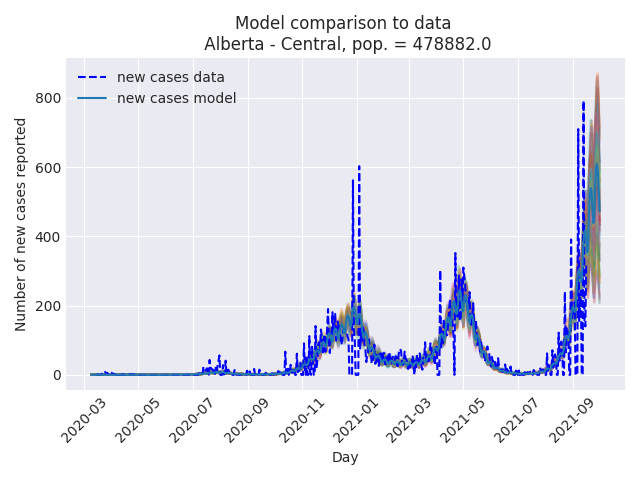 Model comparison to data
Alberta - Central, pop. = 478882.0
new cases data
new cases model
Number of new cases reported
800
600
400
200
0
2020-03
2020-05
2020-07
2020-09
2020-11
2021-01
2021-03
2021-05
2021-07
2021-09
Day